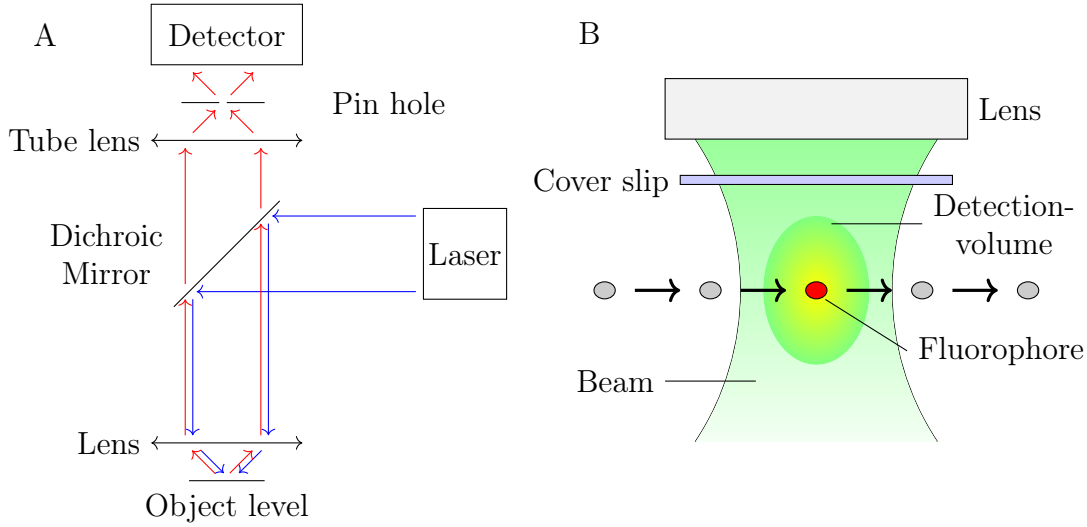 A
Detector
Pin hole
Tube lens
Dichroic
Mirror
Laser
Lens
Object level
B
Lens
Cover slip
Detection-
volume
Fluorophore
Beam